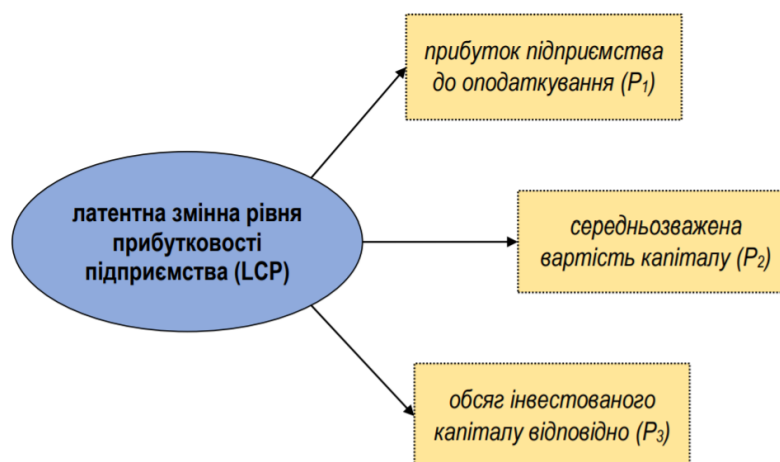 прибуток підприємства
до оподаткування (P₁)
латентна змінна рівня
прибутковості
підприємства (LCP)
середньозважена
вартість капіталу (P₂)
обсяг інвестованого
капіталу відповідно (P₃)